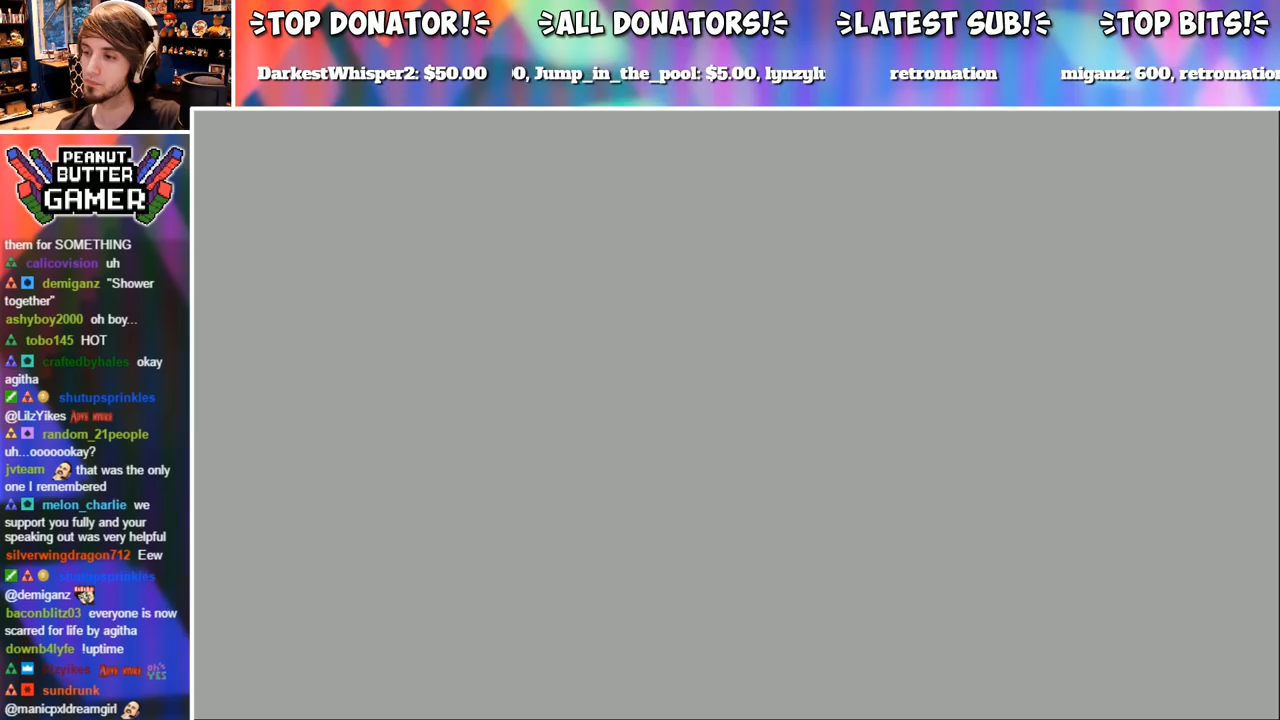 TOP DONATOR!
ALL DONATORS!
LATEST SUB!
TOP BITS!
DarkestWhisper2: $50.00
0, Jump_in_the_pool: $5.00, lynzyh
retromation
miganz: 600, retromation
PEANUT
BUTTER
GAMER
them for SOMETHING
calicovision uh
demiganz "Shower
together"
ashyboy2000 oh boy...
tobo145 HOT
craftedbyhales okay
agitha
shutupsprinkles
@LilzYikes
random_21people
uh...ooooookay?
jvteam that was the only
one I remembered
melon_charlie we
support you fully and your
speaking out was very helpful
silverwingdragon712 Eew
shutupsprinkles
@demiganz
baconblitz03 everyone is now
scarred for life by agitha
downb4lyfe !uptime
YES
sundrunk
@manicpxldreamgirl